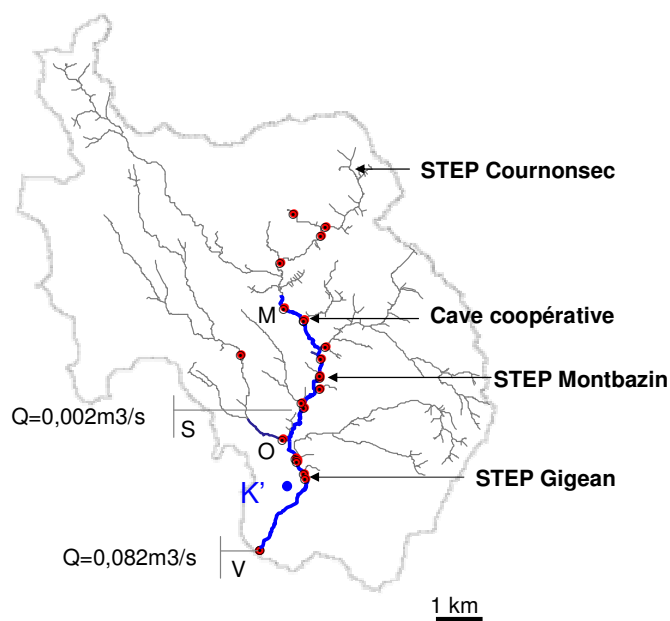 STEP Cournonsec
M
Cave coopérative
STEP Montbazin
Q=0,002m3/s
S
O
STEP Gigean
K'
Q=0,082m3/s
V
1 km